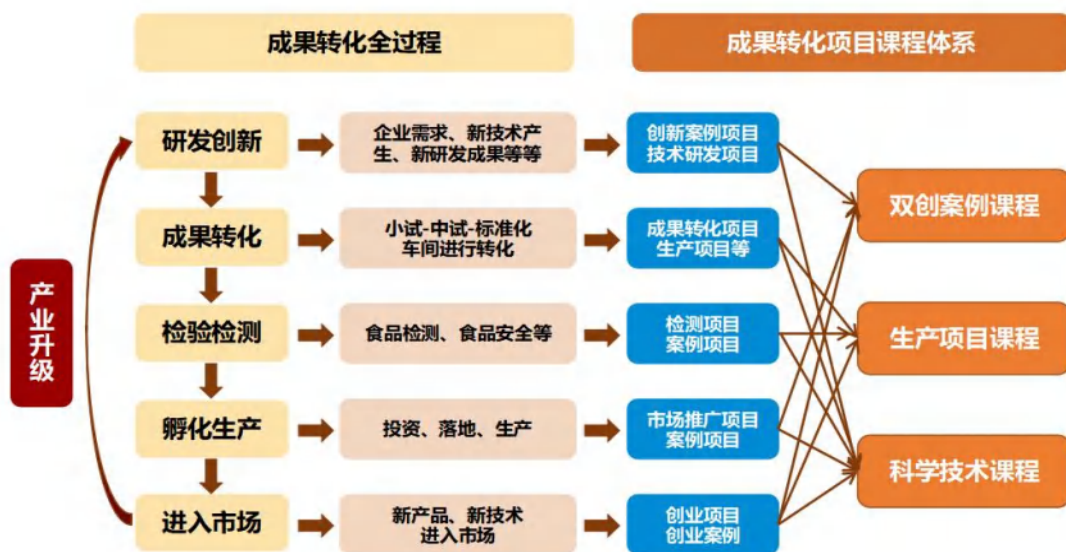 成果转化全过程
成果转化项目课程体系
产业升级
研发创新
企业需求、新技术产
生、新研发成果等等
创新案例项目
技术研发项目
成果转化
小试-中试-标准化
车间进行转化
成果转化项目
生产项目等
检验检测
食品检测、食品安全等
检测项目
案例项目
孵化生产
投资、落地、生产
市场推广项目
案例项目
进入市场
新产品、新技术
进入市场
创业项目
创业案例
双创案例课程
生产项目课程
科学技术课程